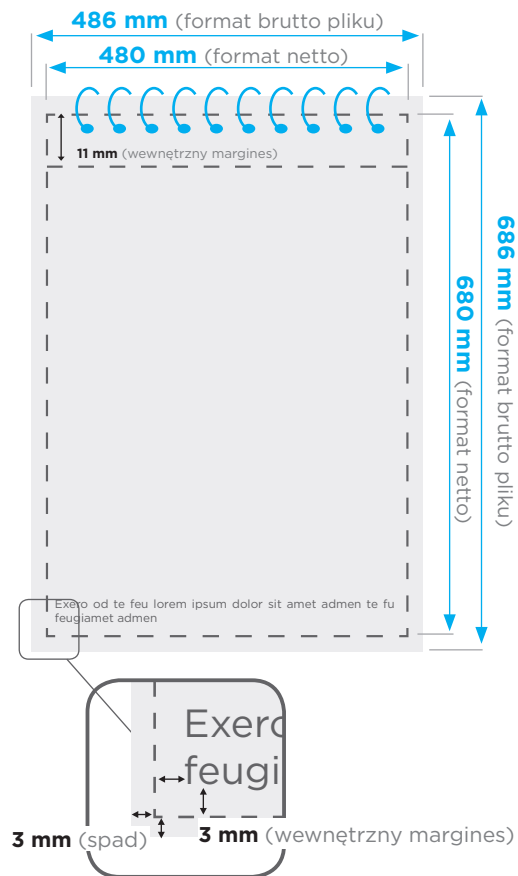 486 mm (format brutto pliku)
480 mm (format netto)
11 mm (wewnętrzny margines)
686 mm (format brutto pliku)
680 mm (format netto)
Exero od te feu lorem ipsum dolor sit amet admen te fu
feugiamet admen
Exero
feugi
3 mm (spad)
3 mm (wewnętrzny margines)